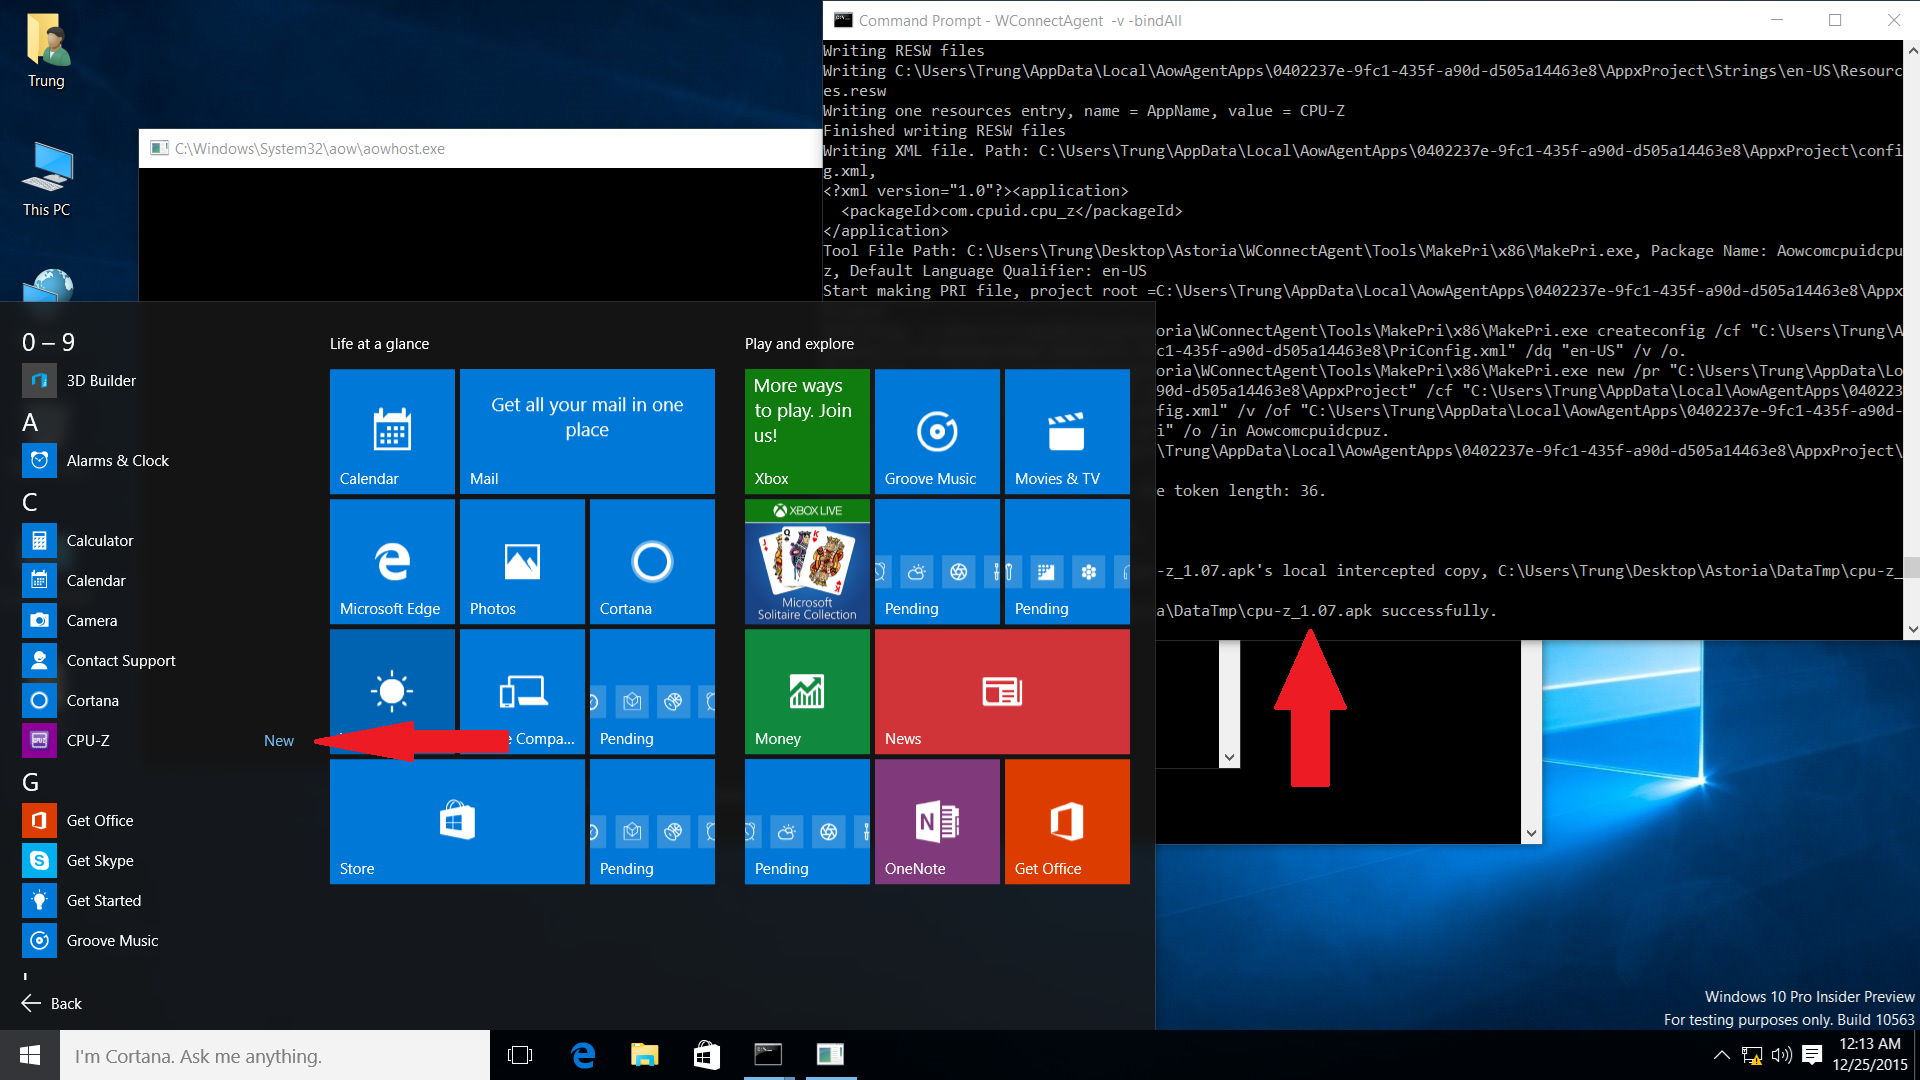 Trung
This PC
C:\Windows\System32\aow\aowhost.exe
Command Prompt - WConnectAgent  -v -bindAll
Writing RESW files
Writing C:\Users\Trung\AppData\Local\AowAgentApps\0402237e-9fc1-435f-a90d-d505a14463e8\AppxProject\Strings\en-US\Resourc
es.resw
Writing one resources entry, name = AppName, value = CPU-Z
Finished writing RESW files
Writing XML file. Path: C:\Users\Trung\AppData\Local\AowAgentApps\0402237e-9fc1-435f-a90d-d505a14463e8\AppxProject\confi
g.xml,
<?xml version="1.0"?><application>
  <packageId>com.cpuid.cpu_z</packageId>
</application>
Tool File Path: C:\Users\Trung\Desktop\Astoria\WConnectAgent\Tools\MakePri\x86\MakePri.exe, Package Name: Aowcomcpuidcpu
z, Default Language Qualifier: en-US
Start making PRI file, project root =C:\Users\Trung\AppData\Local\AowAgentApps\0402237e-9fc1-435f-a90d-d505a14463e8\Appx
oria\WConnectAgent\Tools\MakePri\x86\MakePri.exe createconfig /cf "C:\Users\Trung\A
c1-435f-a90d-d505a14463e8\PriConfig.xml" /dq "en-US" /v /o.
oria\WConnectAgent\Tools\MakePri\x86\MakePri.exe new /pr "C:\Users\Trung\AppData\Lo
90d-d505a14463e8\AppxProject" /cf "C:\Users\Trung\AppData\Local\AowAgentApps\040223
fig.xml" /v /of "C:\Users\Trung\AppData\Local\AowAgentApps\0402237e-9fc1-435f-a90d-
i" /o /in Aowcomcpuidcpuz.
\Trung\AppData\Local\AowAgentApps\0402237e-9fc1-435f-a90d-d505a14463e8\AppxProject\
e token length: 36.
-z_1.07.apk's local intercepted copy, C:\Users\Trung\Desktop\Astoria\DataTmp\cpu-z_
a\DataTmp\cpu-z_1.07.apk successfully.
0 – 9
3D Builder
A
Alarms & Clock
C
Calculator
Calendar
Camera
Contact Support
Cortana
CPU-Z
New
G
Get Office
Get Skype
Get Started
Groove Music
Back
Life at a glance
Calendar
Get all your mail in one
place
Mail
Microsoft Edge
Photos
Cortana
Compa...
Pending
Store
Pending
Play and explore
More ways
to play. Join
us!
Xbox
Groove Music
Movies & TV
XBOX LIVE
Microsoft
Solitaire Collection
Pending
Pending
Money
News
Pending
OneNote
Get Office
Windows 10 Pro Insider Preview
For testing purposes only. Build 10563
I'm Cortana. Ask me anything.
12:13 AM
12/25/2015